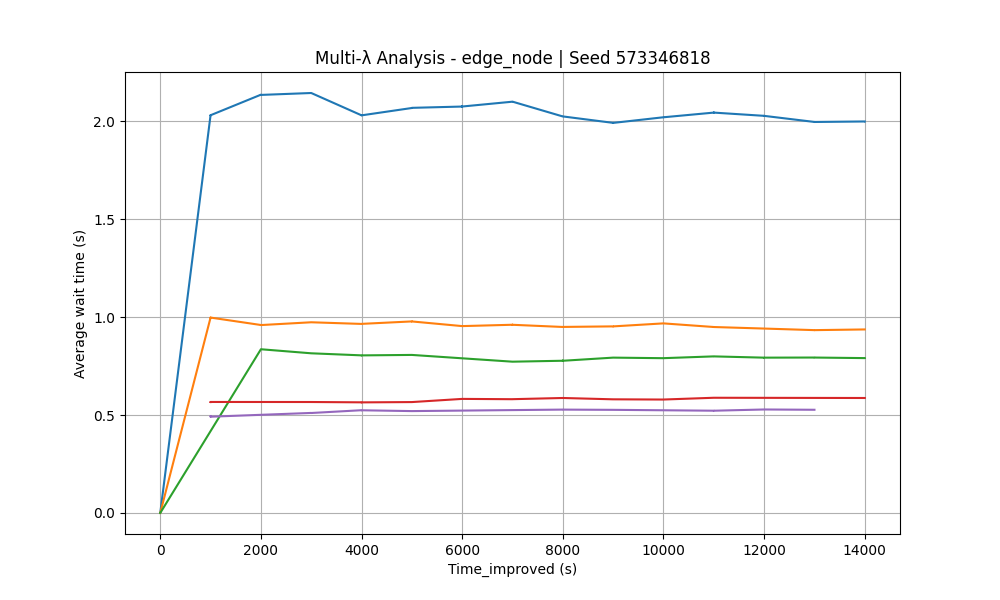 Multi-λ Analysis - edge_node | Seed 573346818
Average wait time (s)
2.0
1.5
1.0
0.5
0.0
0 2000 4000 6000 8000 10000 12000 14000
Time_improved (s)